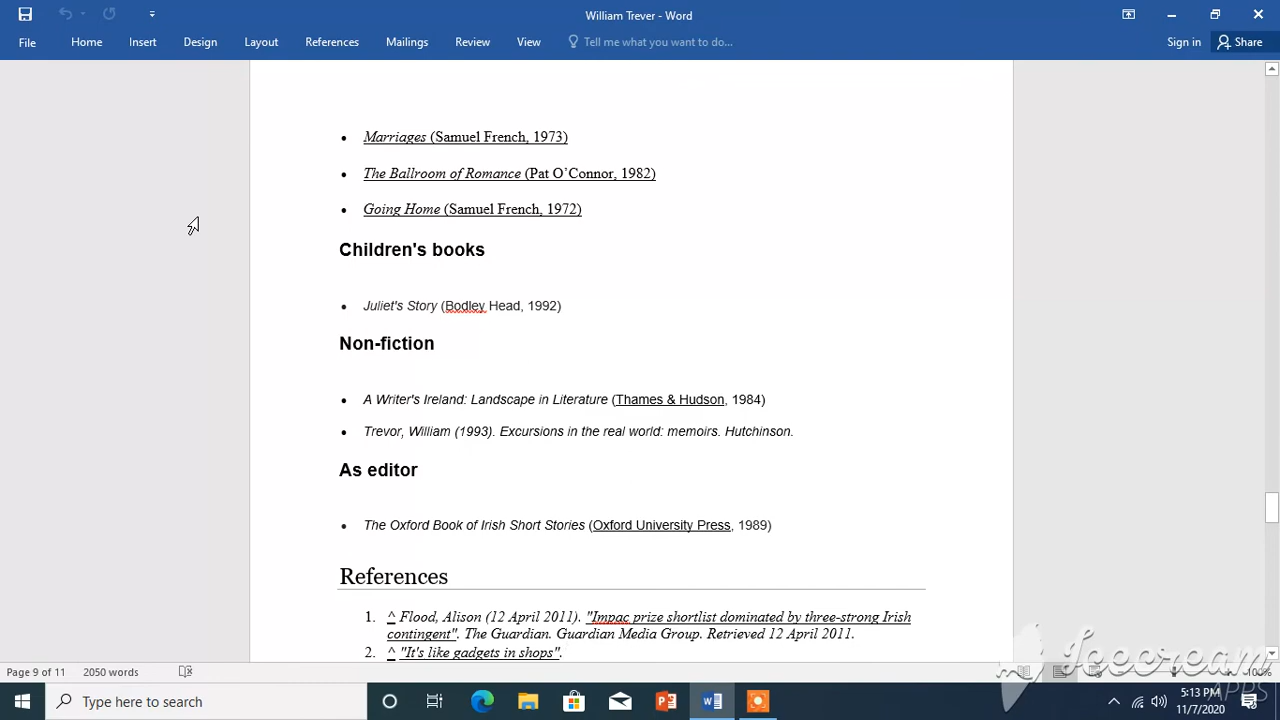 William Trever - Word
File Home Insert Design Layout References Mailings Review View Tell me what you want to do... Sign in Share
• Marriages (Samuel French, 1973)
• The Ballroom of Romance (Pat O'Connor, 1982)
• Going Home (Samuel French, 1972)
Children's books
• Juliet's Story (Bodley Head, 1992)
Non-fiction
• A Writer's Ireland: Landscape in Literature (Thames & Hudson, 1984)
• Trevor, William (1993). Excursions in the real world: memoirs. Hutchinson.
As editor
• The Oxford Book of Irish Short Stories (Oxford University Press, 1989)
References
1. ^ Flood, Alison (12 April 2011). "Impac prize shortlist dominated by three-strong Irish
contingent". The Guardian. Guardian Media Group. Retrieved 12 April 2011.
2. ^ "It's like gadgets in shops".
Page 9 of 11 2050 words 100%
Icecream
APPS
Type here to search
5:13 PM
11/7/2020